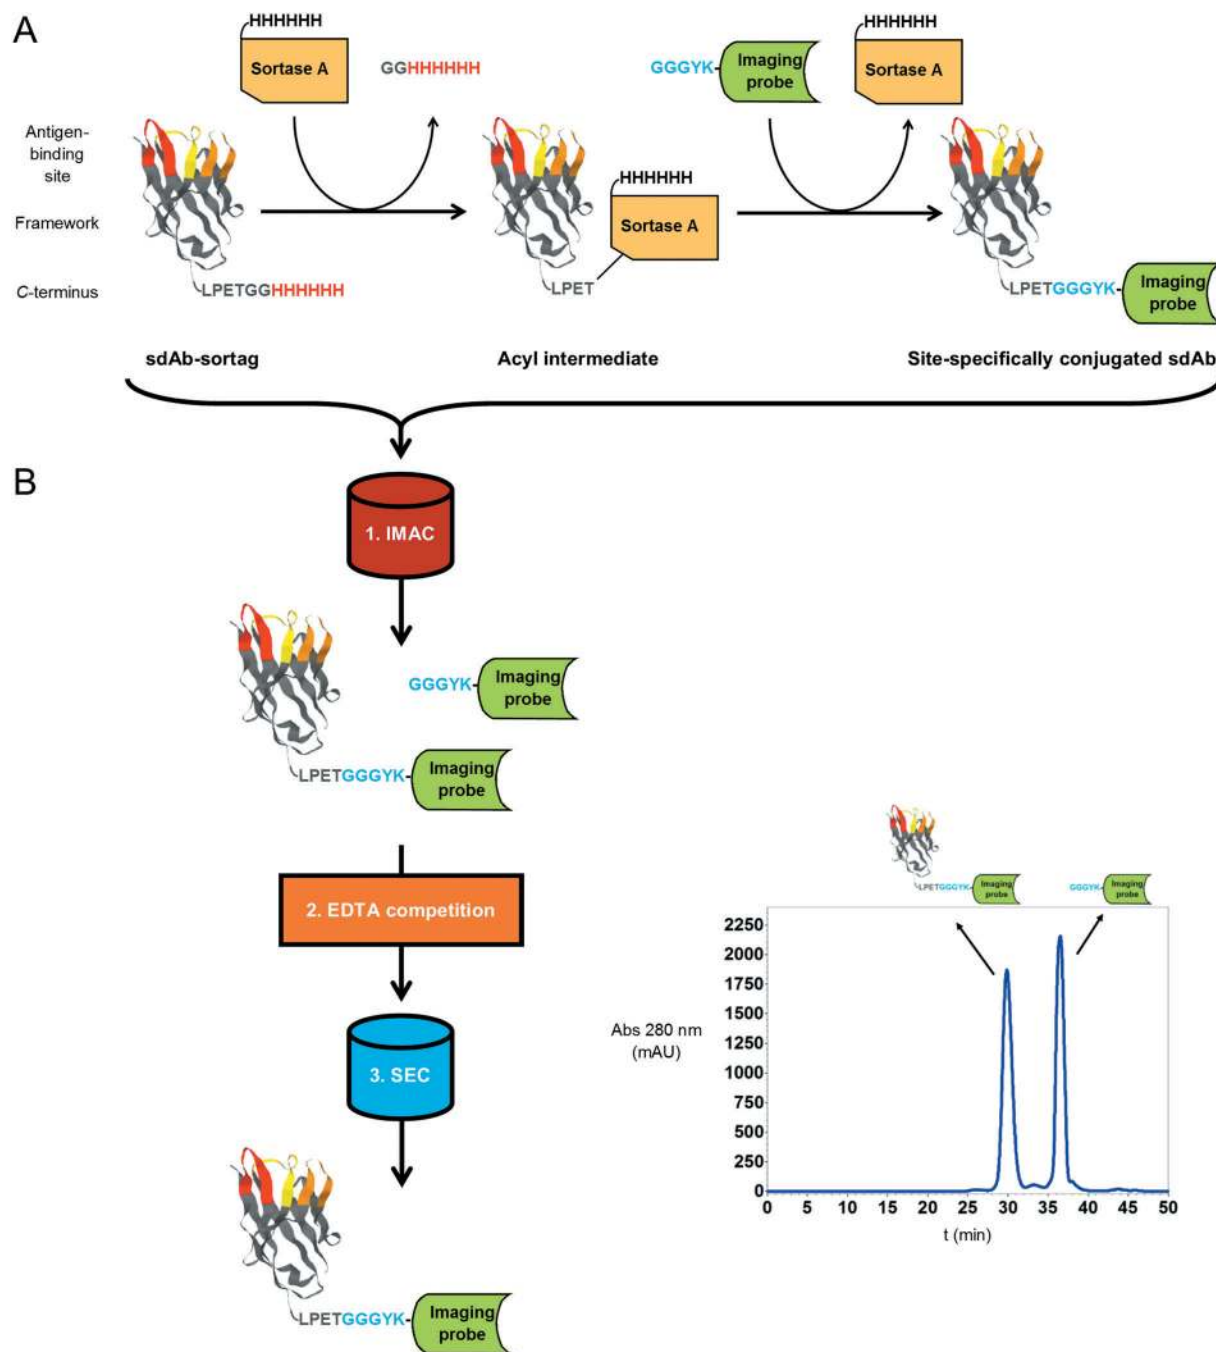 A
HHHHHH
Sortase A
GGHHHHHH
GGGYK-
Imaging
probe
HHHHHH
Sortase A
Antigen-
binding
site
Framework
C-terminus
LPETGGHHHHHH
HHHHHH
Sortase A
LPET
LPETGGGYK-
Imaging
probe
sdAb-sortag
Acyl intermediate
Site-specifically conjugated sdAb
B
1. IMAC
GGGYK-
Imaging
probe
LPETGGGYK-
Imaging
probe
2. EDTA competition
3. SEC
LPETGGGYK-
Imaging
probe
LPETGGGYK-
Imaging
probe
GGGYK-
Imaging
probe
Abs 280 nm
(mAU)
2250
2000
1750
1500
1250
1000
750
500
250
0
0 5 10 15 20 25 30 35 40 45 50
t (min)